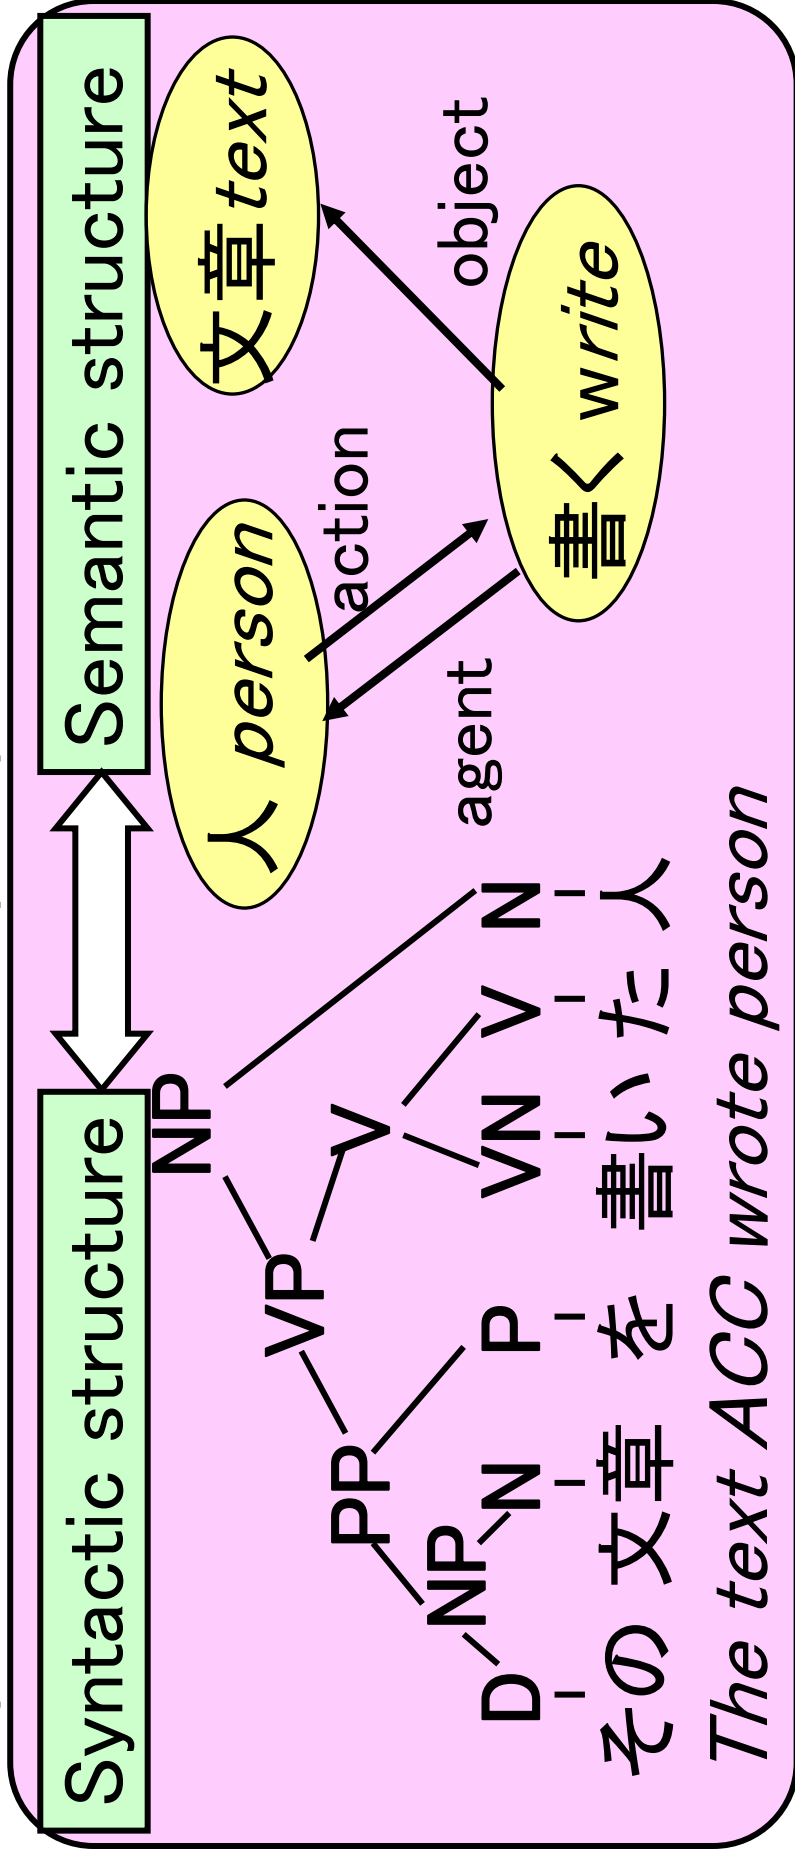 Syntactic structure
Semantic structure
NP
VP
PP
V
NP
D
N
P
VN
V
N
その 文章 を 書い た 人
The text ACC wrote person
人 person
文章 text
action
agent
object
書く write